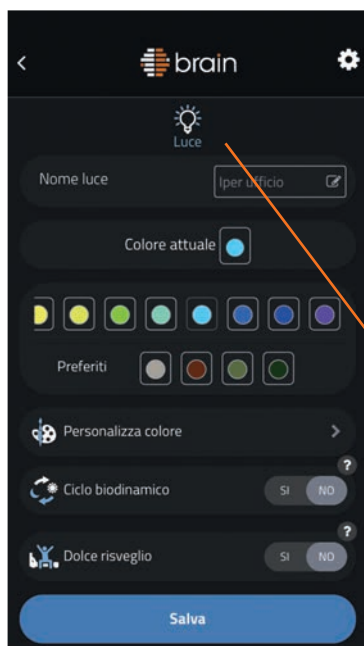 brain
Luce
Nome luce
Iper ufficio
Colore attuale
Preferiti
Personalizza colore
?
Ciclo biodinamico SI NO
?
Dolce risveglio SI NO
Salva